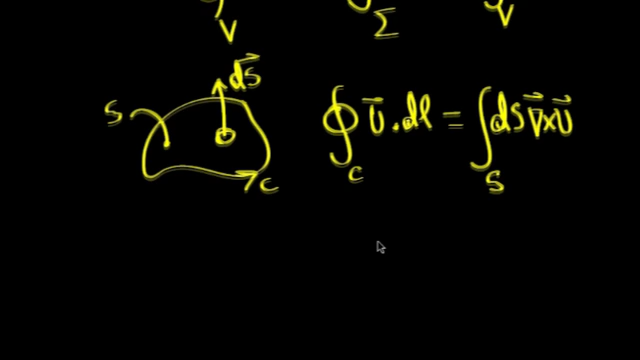 V Σ V
dS⃗
S ∮ U⃗ . dl = ∫ dS ∇⃗×U⃗
C C S